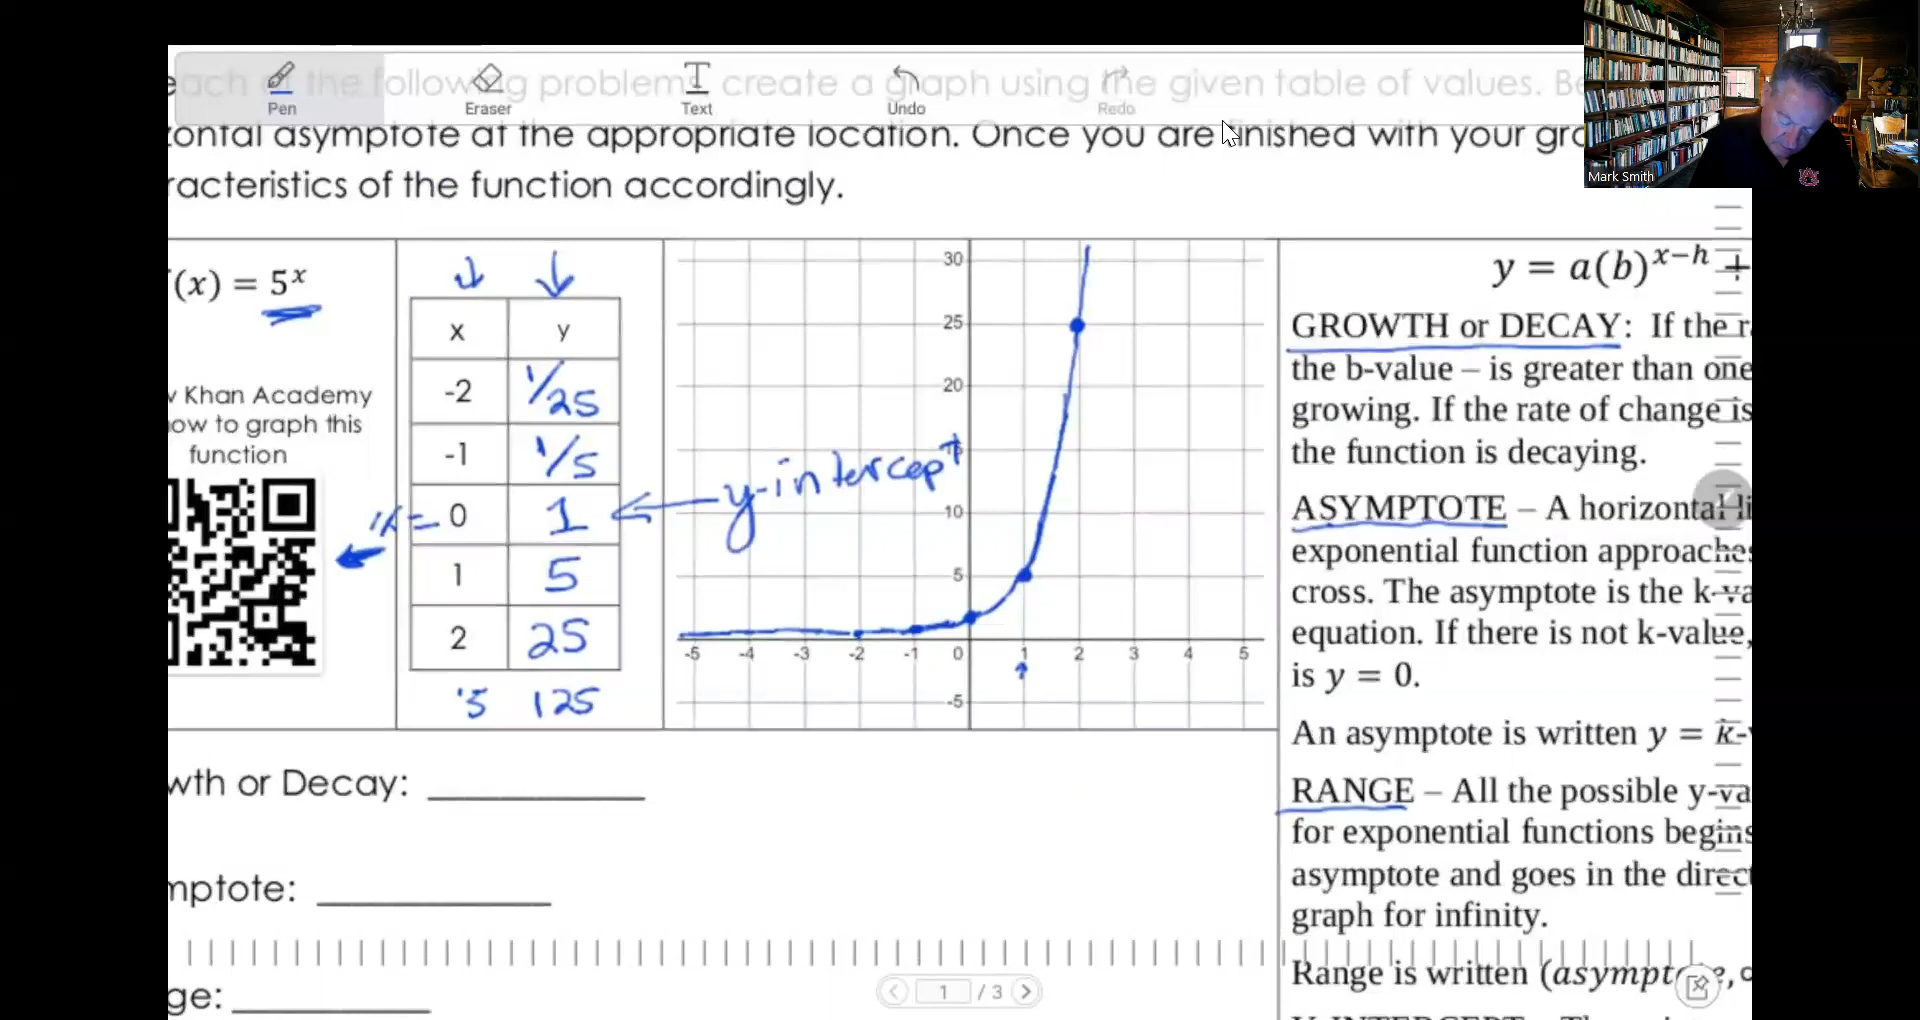 each of the following problems, create a graph using the given table of values. Be
Pen Eraser Text Undo Redo
zontal asymptote at the appropriate location. Once you are finished with your gra
racteristics of the function accordingly.
Mark Smith
(x) = 5^x
x y
-2 1/25
-1 1/5
x= 0 1
1 5
2 25
'3 125
y-intercept
w Khan Academy
ow to graph this
function
30
25
20
15
10
5
-5 -4 -3 -2 -1 0 1 2 3 4 5
-5
y = a(b)^{x-h} +
GROWTH or DECAY: If the r
the b-value – is greater than one
growing. If the rate of change is
the function is decaying.
ASYMPTOTE – A horizontal li
exponential function approaches
cross. The asymptote is the k-va
equation. If there is not k-value,
is y = 0.
An asymptote is written y = k-v
RANGE – All the possible y-va
for exponential functions begins
asymptote and goes in the direct
graph for infinity.
Range is written (asymptote, o
wth or Decay:
mptote:
ge:
1 / 3